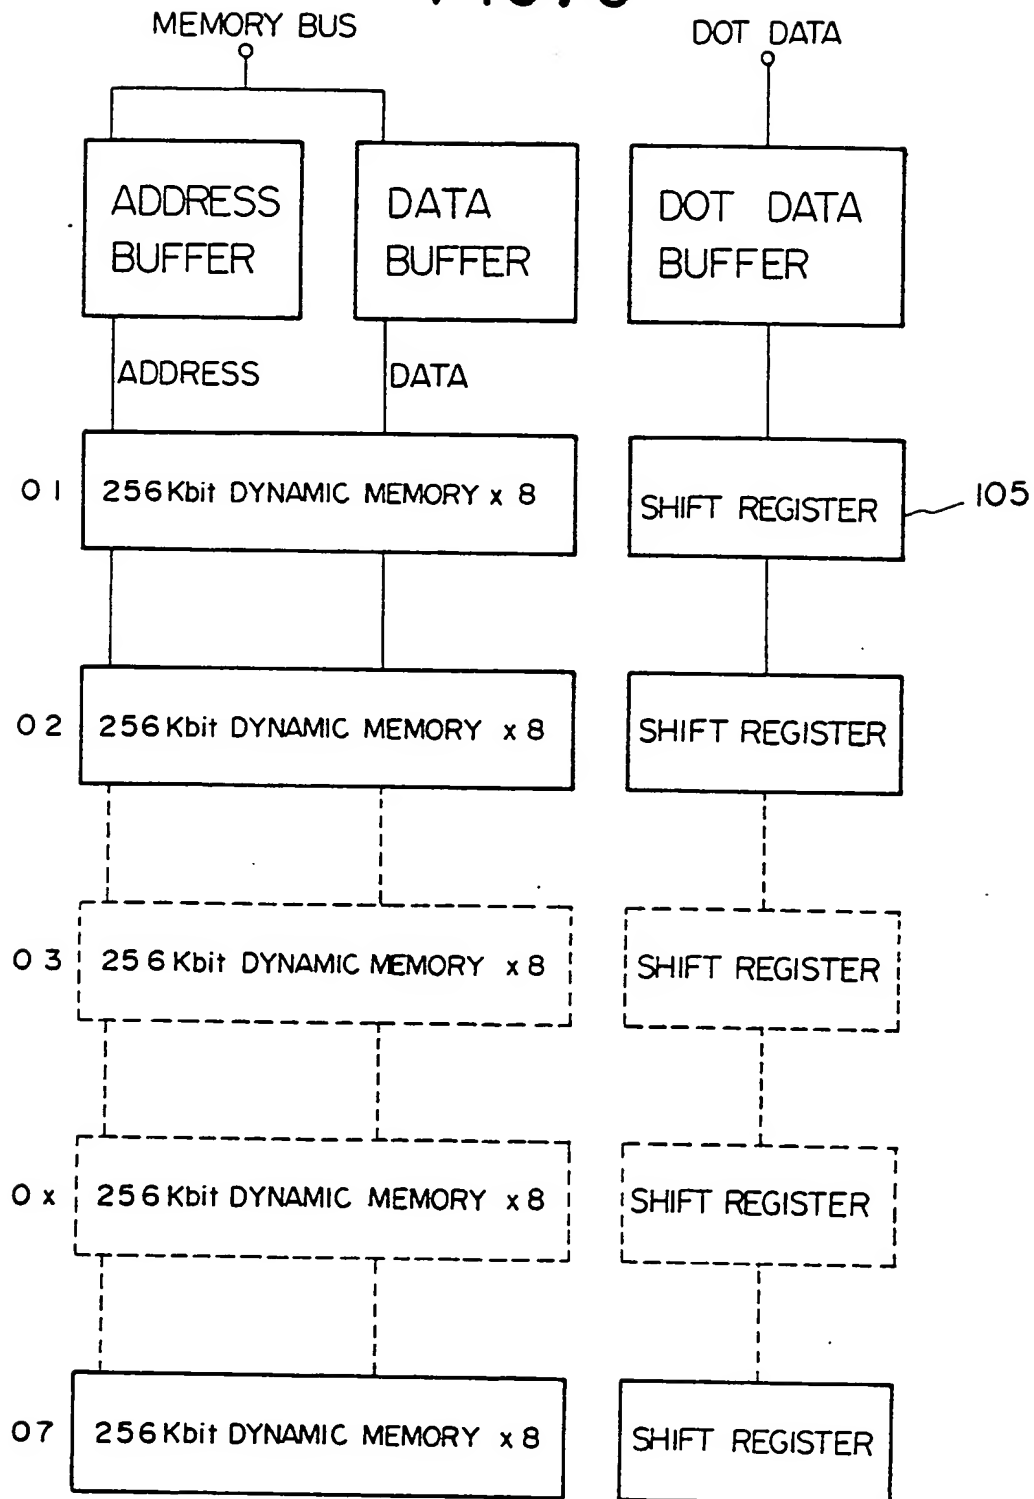 MEMORY BUS
DOT DATA
ADDRESS
BUFFER
DATA
BUFFER
DOT DATA
BUFFER
ADDRESS
DATA
01 256Kbit DYNAMIC MEMORY x 8
SHIFT REGISTER
105
02 256Kbit DYNAMIC MEMORY x 8
SHIFT REGISTER
03 256Kbit DYNAMIC MEMORY x 8
SHIFT REGISTER
0x 256Kbit DYNAMIC MEMORY x 8
SHIFT REGISTER
07 256Kbit DYNAMIC MEMORY x 8
SHIFT REGISTER